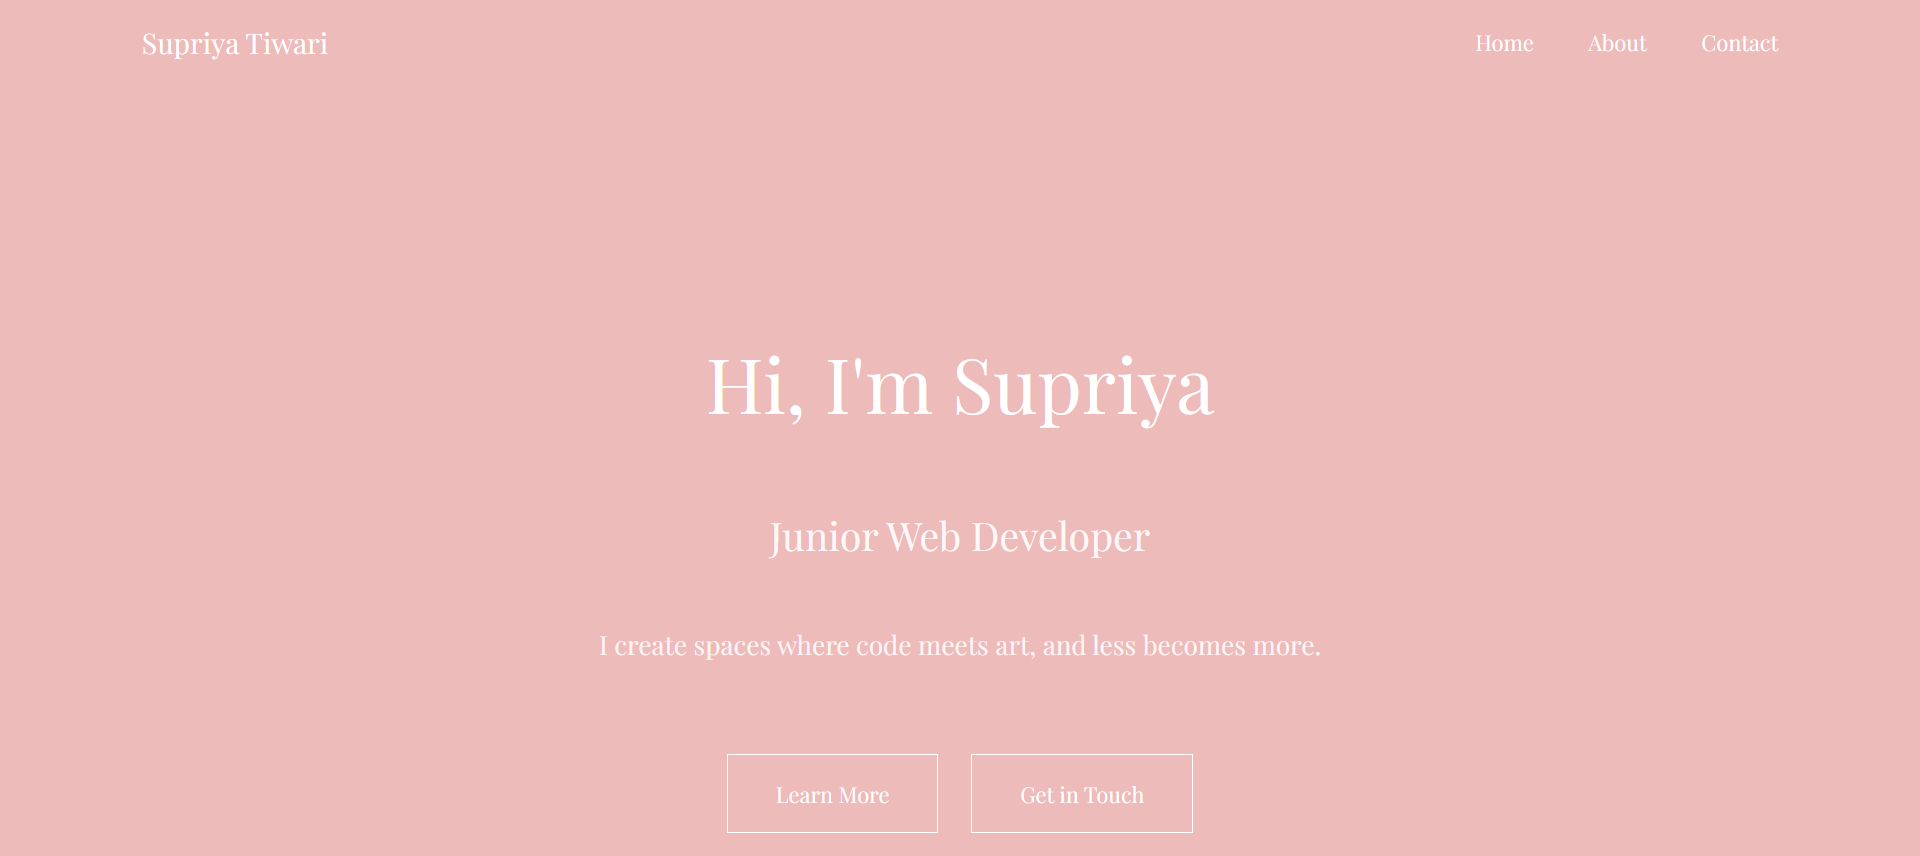 Supriya Tiwari
Home About Contact
Hi, I'm Supriya
Junior Web Developer
I create spaces where code meets art, and less becomes more.
Learn More
Get in Touch